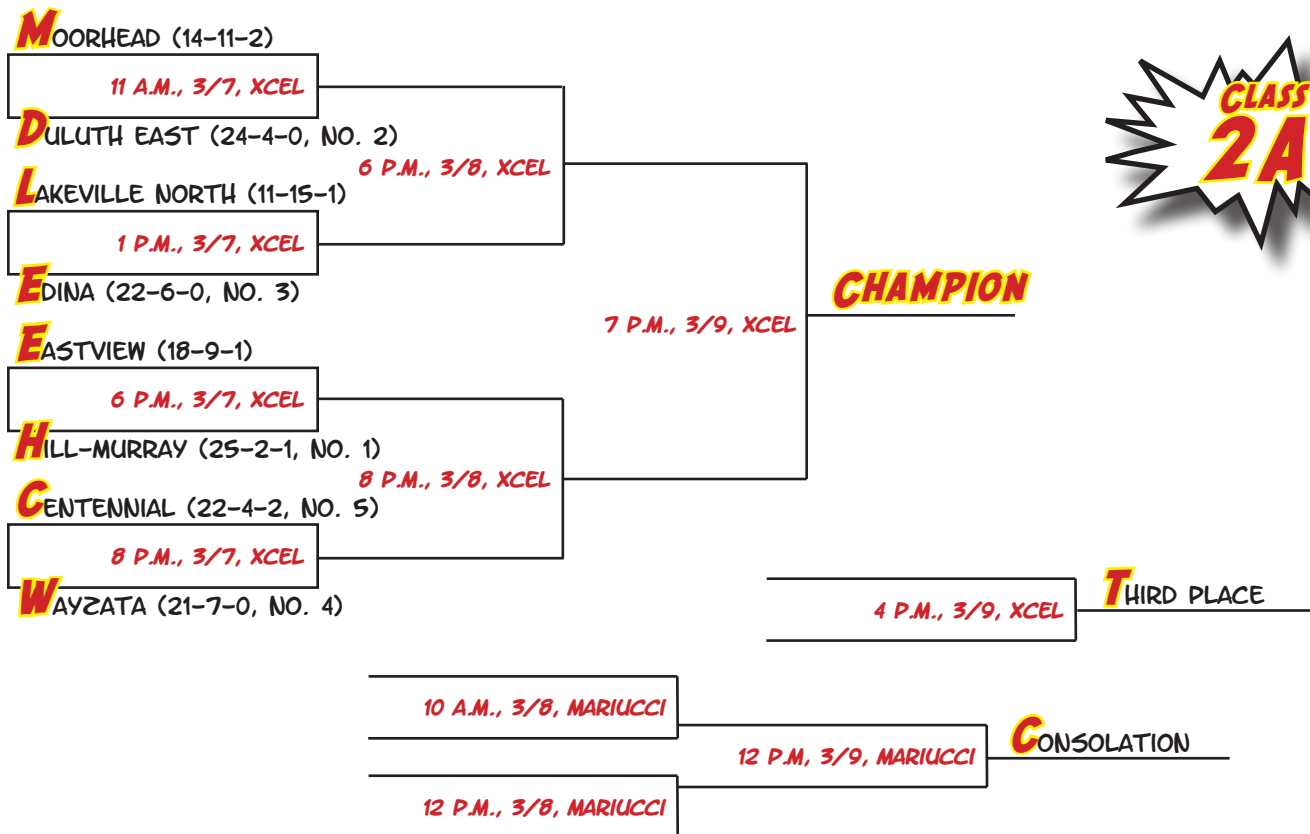 MOORHEAD (14-11-2)
11 A.M., 3/7, XCEL
DULUTH EAST (24-4-0, NO. 2)
6 P.M., 3/8, XCEL
LAKEVILLE NORTH (11-15-1)
1 P.M., 3/7, XCEL
EDINA (22-6-0, NO. 3)
7 P.M., 3/9, XCEL
CHAMPION
EASTVIEW (18-9-1)
6 P.M., 3/7, XCEL
HILL-MURRAY (25-2-1, NO. 1)
8 P.M., 3/8, XCEL
CENTENNIAL (22-4-2, NO. 5)
8 P.M., 3/7, XCEL
WAYZATA (21-7-0, NO. 4)
CLASS
2A
4 P.M., 3/9, XCEL
THIRD PLACE
10 A.M., 3/8, MARIUCCI
12 P.M, 3/9, MARIUCCI
CONSOLATION
12 P.M., 3/8, MARIUCCI